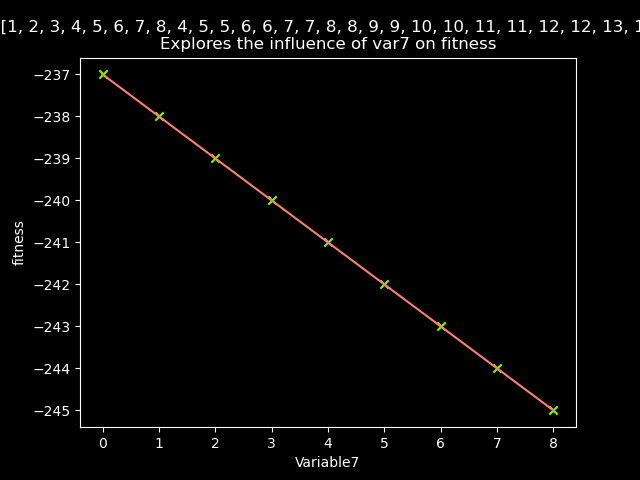 [1, 2, 3, 4, 5, 6, 7, 8, 4, 5, 5, 6, 6, 7, 7, 8, 8, 9, 9, 10, 10, 11, 11, 12, 12, 13, 1
Explores the influence of var7 on fitness
−237
−238
−239
−240
−241
−242
−243
−244
−245
fitness
0 1 2 3 4 5 6 7 8
Variable7